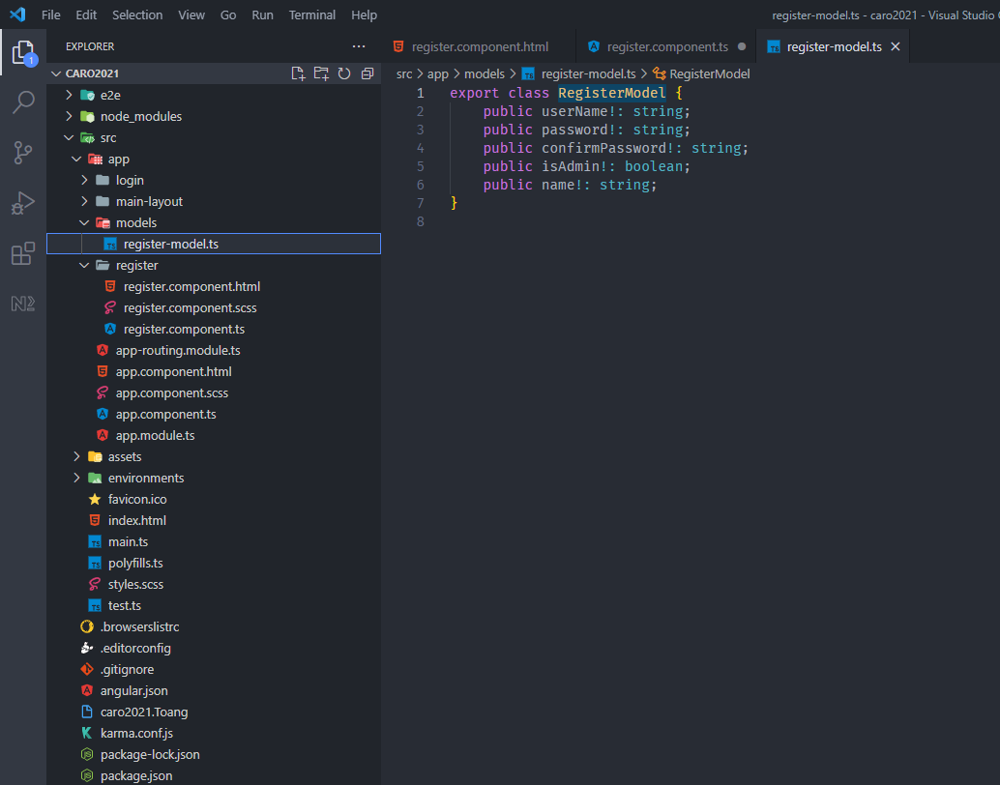 File Edit Selection View Go Run Terminal Help register-model.ts - caro2021 - Visual Studio
EXPLORER
register.component.html register.component.ts register-model.ts
CARO2021
src > app > models > register-model.ts > RegisterModel
e2e
node_modules
src
app
login
main-layout
models
register-model.ts
register
register.component.html
register.component.scss
register.component.ts
app-routing.module.ts
app.component.html
app.component.scss
app.component.ts
app.module.ts
assets
environments
favicon.ico
index.html
main.ts
polyfills.ts
styles.scss
test.ts
.browserslistrc
.editorconfig
.gitignore
angular.json
caro2021.Toang
karma.conf.js
package-lock.json
package.json
1 export class RegisterModel {
2 public userName!: string;
3 public password!: string;
4 public confirmPassword!: string;
5 public isAdmin!: boolean;
6 public name!: string;
7 }
8
1